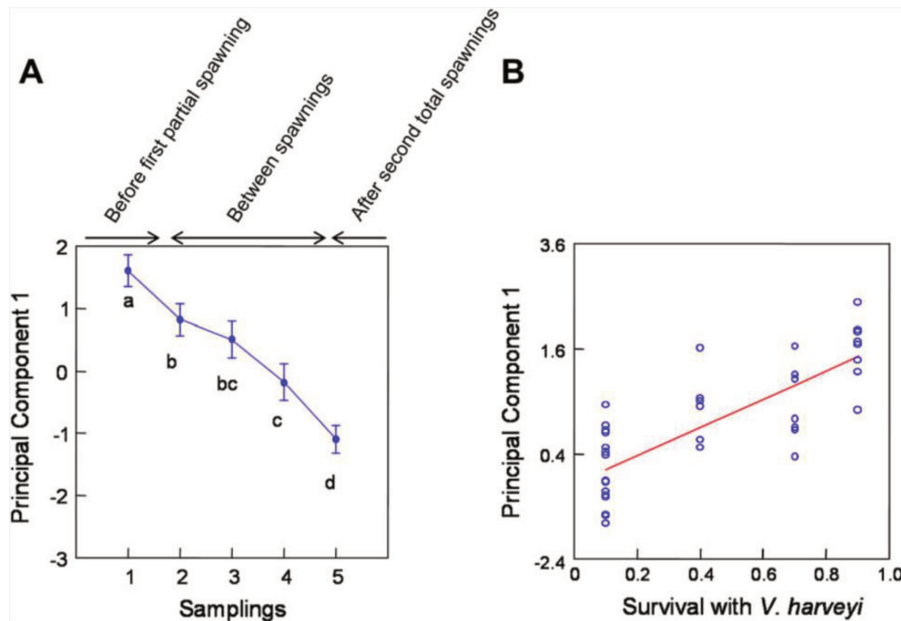 A
Before first partial spawning
Between spawnings
After second total spawnings
Principal Component 1
2
1
0
-1
-2
-3
a
b
bc
c
d
1 2 3 4 5
Samplings
B
Principal Component 1
3.6
1.6
0.4
-2.4
0 0.2 0.4 0.6 0.8 1.0
Survival with V. harveyi